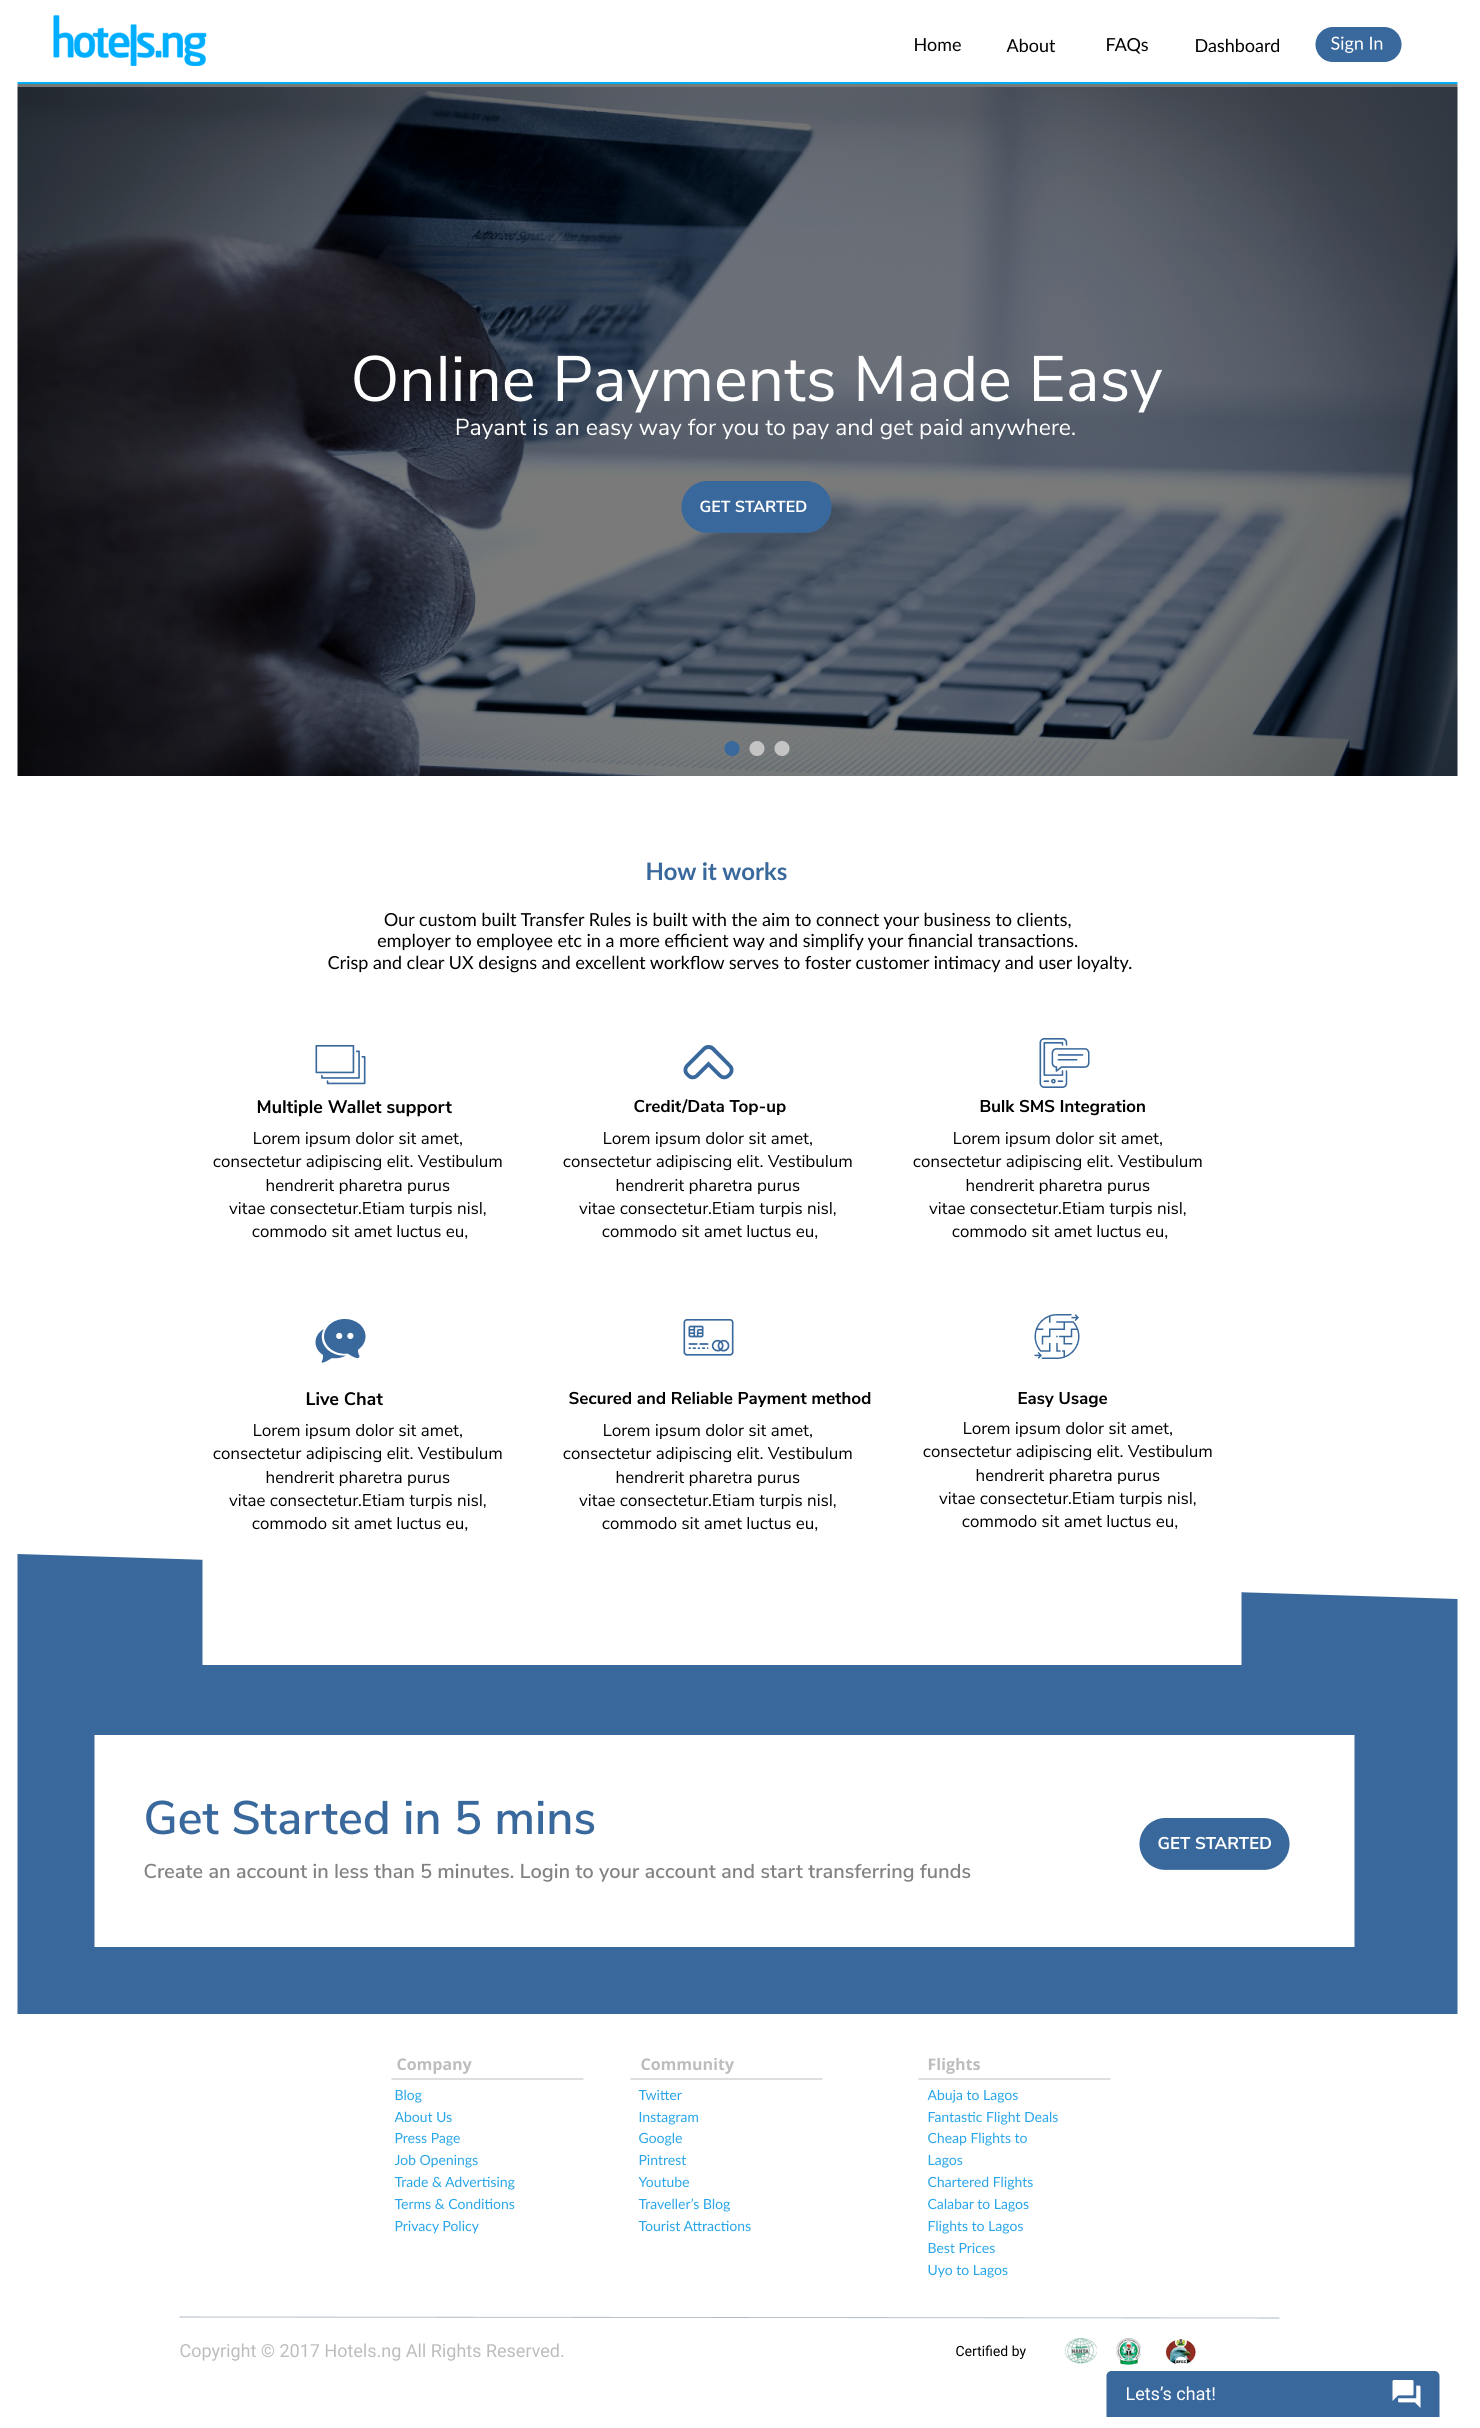 hotels.ng
Home
About
FAQs
Dashboard
Sign In
Authorized Signature
Online Payments Made Easy
Payant is an easy way for you to pay and get paid anywhere.
GET STARTED
How it works
Our custom built Transfer Rules is built with the aim to connect your business to clients,
employer to employee etc in a more efficient way and simplify your financial transactions.
Crisp and clear UX designs and excellent workflow serves to foster customer intimacy and user loyalty.
Multiple Wallet support
Lorem ipsum dolor sit amet,
consectetur adipiscing elit. Vestibulum
hendrerit pharetra purus
vitae consectetur.Etiam turpis nisl,
commodo sit amet luctus eu,
Credit/Data Top-up
Lorem ipsum dolor sit amet,
consectetur adipiscing elit. Vestibulum
hendrerit pharetra purus
vitae consectetur.Etiam turpis nisl,
commodo sit amet luctus eu,
Bulk SMS Integration
Lorem ipsum dolor sit amet,
consectetur adipiscing elit. Vestibulum
hendrerit pharetra purus
vitae consectetur.Etiam turpis nisl,
commodo sit amet luctus eu,
Live Chat
Lorem ipsum dolor sit amet,
consectetur adipiscing elit. Vestibulum
hendrerit pharetra purus
vitae consectetur.Etiam turpis nisl,
commodo sit amet luctus eu,
Secured and Reliable Payment method
Lorem ipsum dolor sit amet,
consectetur adipiscing elit. Vestibulum
hendrerit pharetra purus
vitae consectetur.Etiam turpis nisl,
commodo sit amet luctus eu,
Easy Usage
Lorem ipsum dolor sit amet,
consectetur adipiscing elit. Vestibulum
hendrerit pharetra purus
vitae consectetur.Etiam turpis nisl,
commodo sit amet luctus eu,
Get Started in 5 mins
Create an account in less than 5 minutes. Login to your account and start transferring funds
GET STARTED
Company
Blog
About Us
Press Page
Job Openings
Trade & Advertising
Terms & Conditions
Privacy Policy
Community
Twitter
Instagram
Google
Pintrest
Youtube
Traveller’s Blog
Tourist Attractions
Flights
Abuja to Lagos
Fantastic Flight Deals
Cheap Flights to
Lagos
Chartered Flights
Calabar to Lagos
Flights to Lagos
Best Prices
Uyo to Lagos
Copyright © 2017 Hotels.ng All Rights Reserved.
Certified by
Lets’s chat!